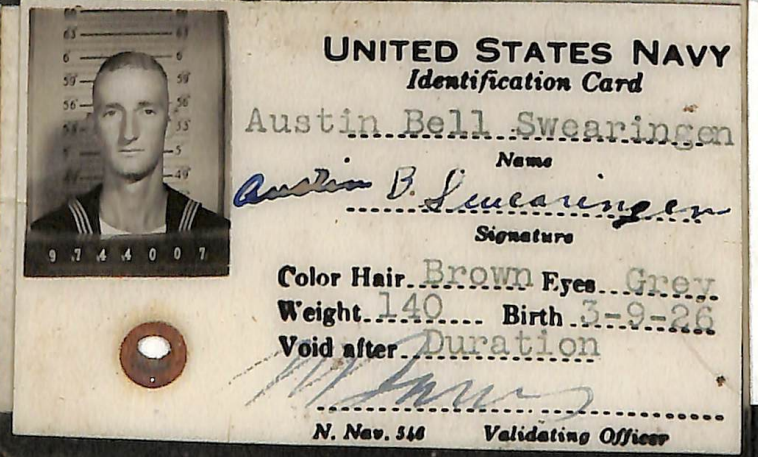 UNITED STATES NAVY
Identification Card
Austin Bell Swearingen
Name
Austin B. Swearingen
Signature
Color Hair Brown Eyes Grey
Weight 140 Birth 3-9-26
Void after Duration
N. Nav. 546 Validating Officer
9744007